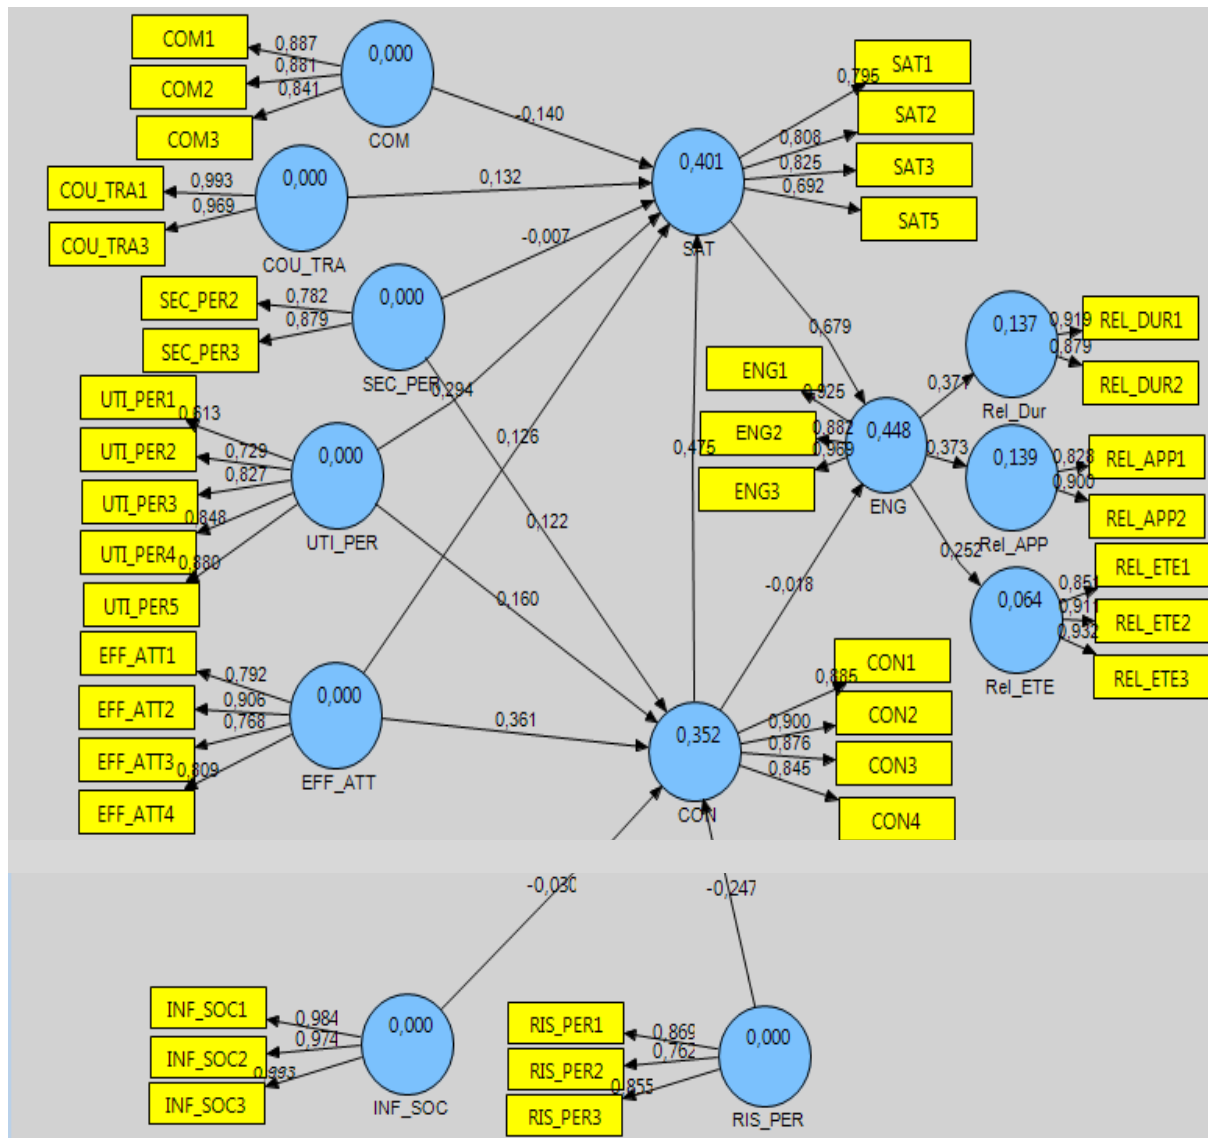 COM1
0,887
COM2
0,881
COM3
0,841
0,000
COM
-0,140
COU_TRA1
0,993
COU_TRA3
0,969
0,000
COU_TRA
0,132
SEC_PER2
0,782
SEC_PER3
0,879
0,000
SEC_PER
-0,007
0,122
UTI_PER1
0,613
UTI_PER2
0,729
UTI_PER3
0,827
UTI_PER4
0,848
UTI_PER5
0,880
0,000
UTI_PER
0,294
0,160
EFF_ATT1
0,792
EFF_ATT2
0,906
EFF_ATT3
0,768
EFF_ATT4
0,809
0,000
EFF_ATT
0,126
0,361
0,401
SAT
0,795
SAT1
0,808
SAT2
0,825
SAT3
0,692
SAT5
0,679
0,475
ENG1
0,925
ENG2
0,882
ENG3
0,969
0,448
ENG
-0,018
0,371
0,373
0,252
0,137
Rel_Dur
0,919
REL_DUR1
0,879
REL_DUR2
0,139
Rel_APP
0,828
REL_APP1
0,900
REL_APP2
0,064
Rel_ETE
0,851
REL_ETE1
0,911
REL_ETE2
0,932
REL_ETE3
0,352
CON
0,885
CON1
0,900
CON2
0,876
CON3
0,845
CON4
-0,030
-0,247
INF_SOC1
0,984
INF_SOC2
0,974
INF_SOC3
0,993
0,000
INF_SOC
RIS_PER1
0,869
RIS_PER2
0,762
RIS_PER3
0,855
0,000
RIS_PER